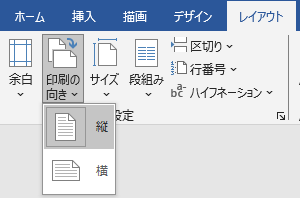 ホーム 挿入 描画 デザイン レイアウト
余白 印刷の向き サイズ 段組み
区切り
行番号
bc
a- ハイフネーション
設定
縦
横